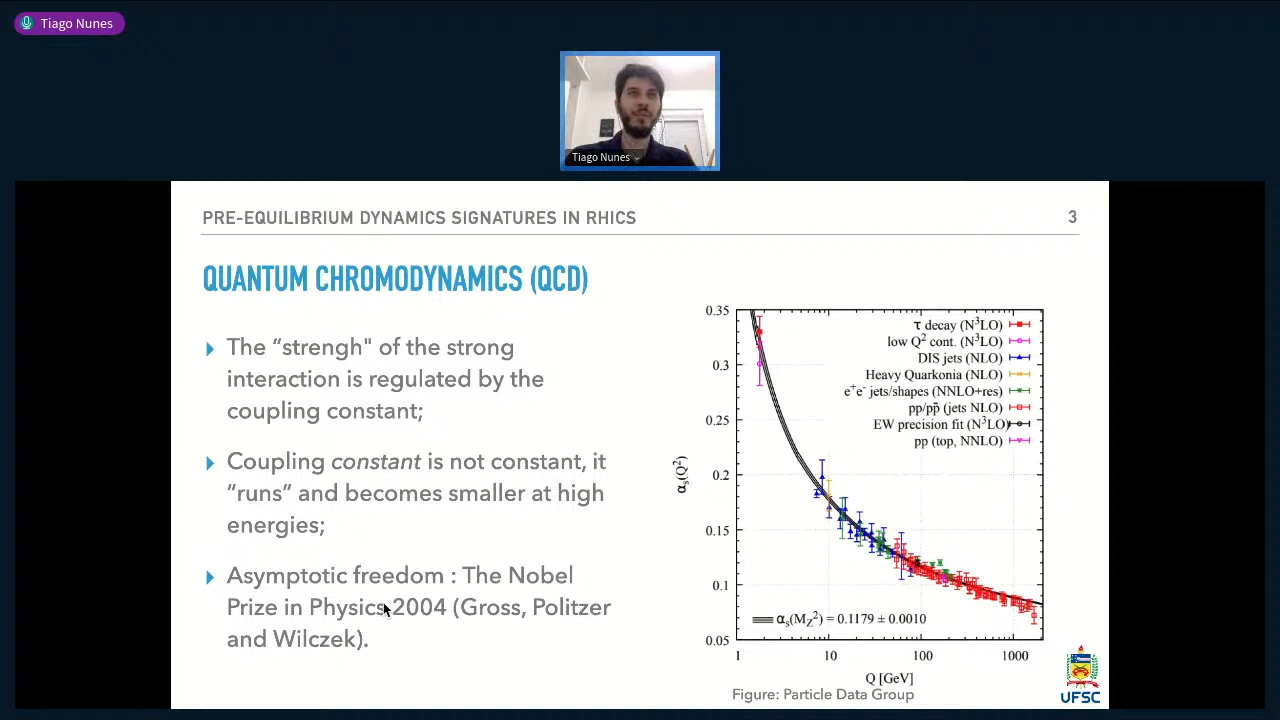 Tiago Nunes
Tiago Nunes
PRE-EQUILIBRIUM DYNAMICS SIGNATURES IN RHICS
3
QUANTUM CHROMODYNAMICS (QCD)
The “strengh" of the strong
interaction is regulated by the
coupling constant;
Coupling constant is not constant, it
“runs” and becomes smaller at high
energies;
Asymptotic freedom : The Nobel
Prize in Physics 2004 (Gross, Politzer
and Wilczek).
0.35
0.3
0.25
0.2
0.15
0.1
0.05
αs(Q²)
τ decay (N³LO)
low Q² cont. (N³LO)
DIS jets (NLO)
Heavy Quarkonia (NLO)
e⁺e⁻ jets/shapes (NNLO+res)
pp/pp̄ (jets NLO)
EW precision fit (N³LO)
pp (top, NNLO)
αs(MZ²) = 0.1179 ± 0.0010
1
10
100
1000
Q [GeV]
Figure: Particle Data Group
UFSC